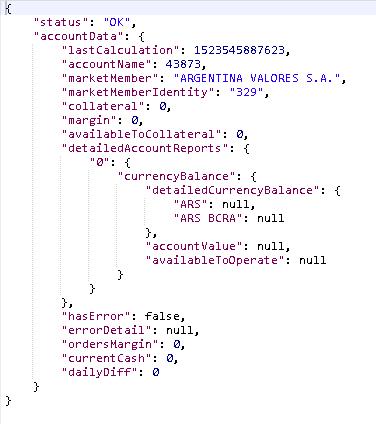 {
    "status": "OK",
    "accountData": {
        "lastCalculation": 1523545887623,
        "accountName": 43873,
        "marketMember": "ARGENTINA VALORES S.A.",
        "marketMemberIdentity": "329",
        "collateral": 0,
        "margin": 0,
        "availableToCollateral": 0,
        "detailedAccountReports": {
            "0": {
                "currencyBalance": {
                    "detailedCurrencyBalance": {
                        "ARS": null,
                        "ARS BCRA": null
                    },
                    "accountValue": null,
                    "availableToOperate": null
                }
            }
        },
        "hasError": false,
        "errorDetail": null,
        "ordersMargin": 0,
        "currentCash": 0,
        "dailyDiff": 0
    }
}